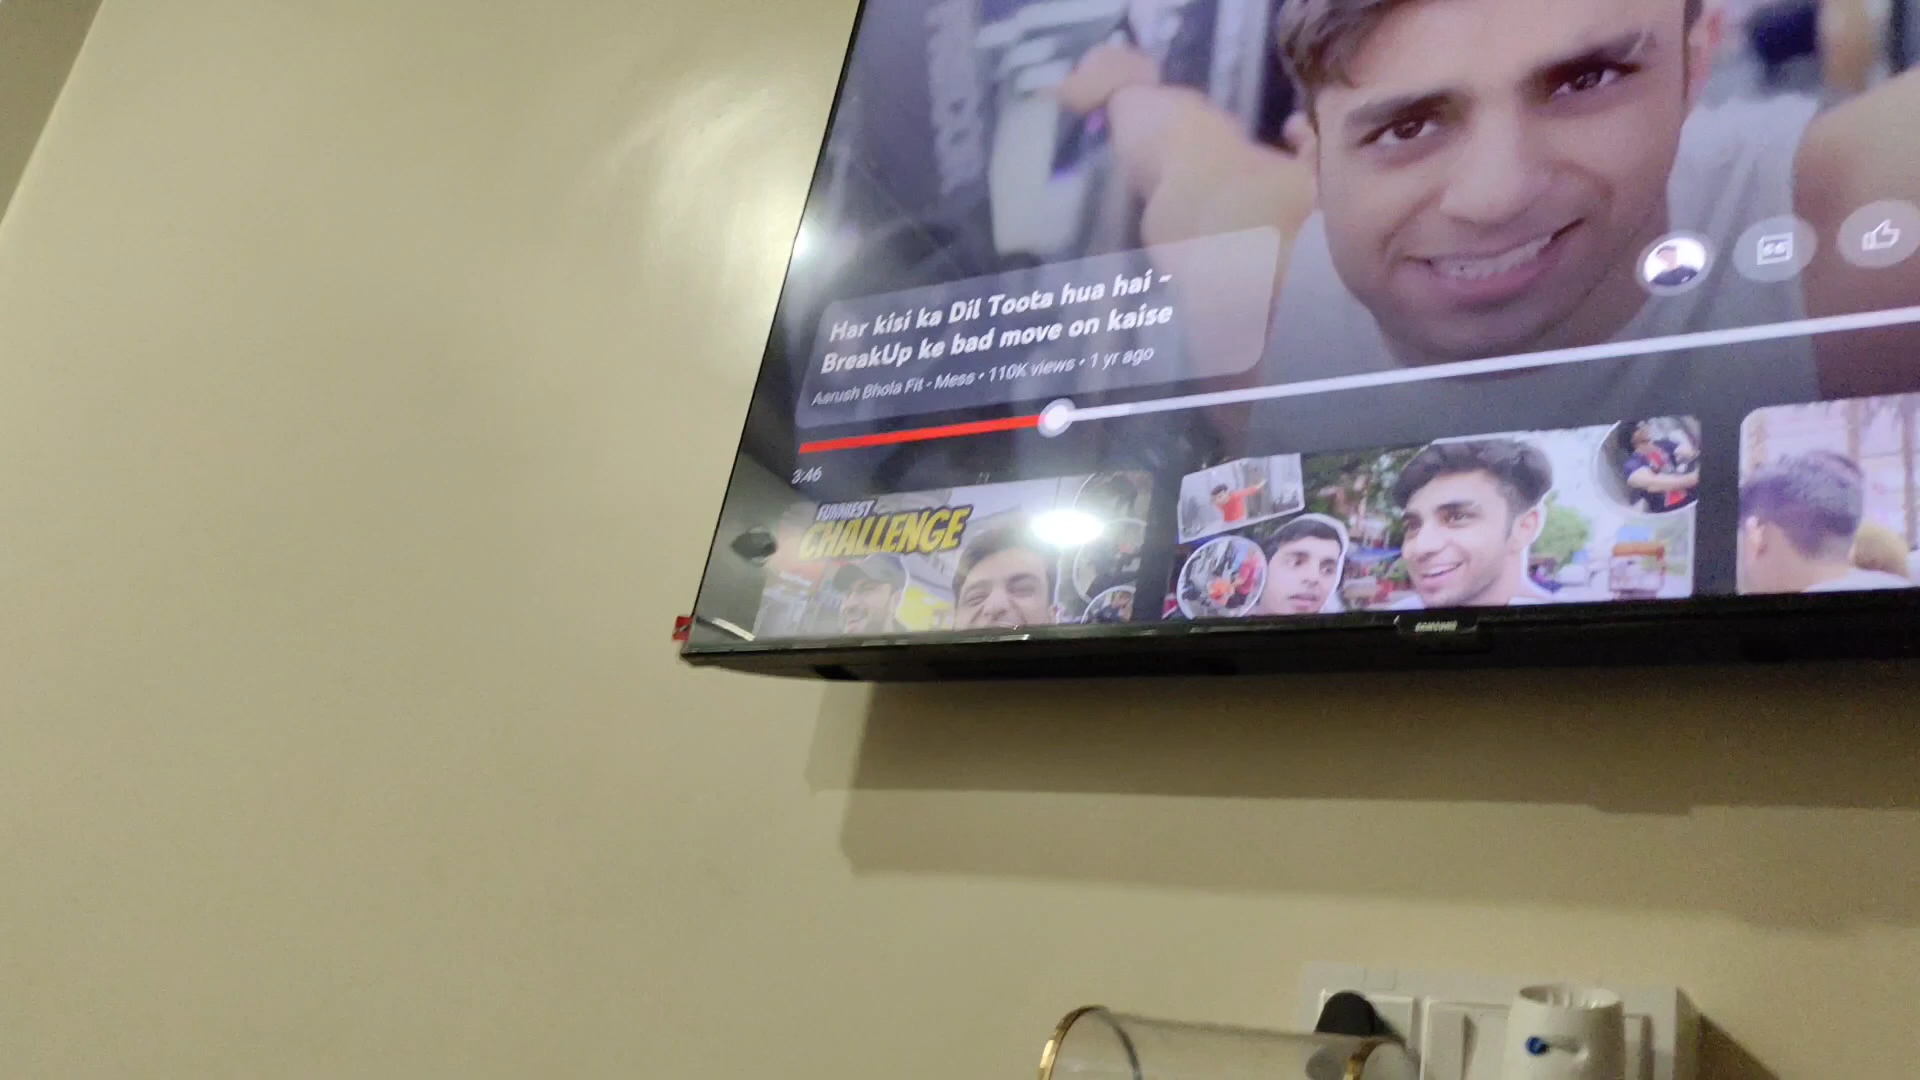 Har kisi ka Dil Toota hua hai -
BreakUp ke bad move on kaise
Aarush Bhola Fit - Mess • 110K views • 1 yr ago
3:46
FUNNIEST
CHALLENGE
SAMSUNG